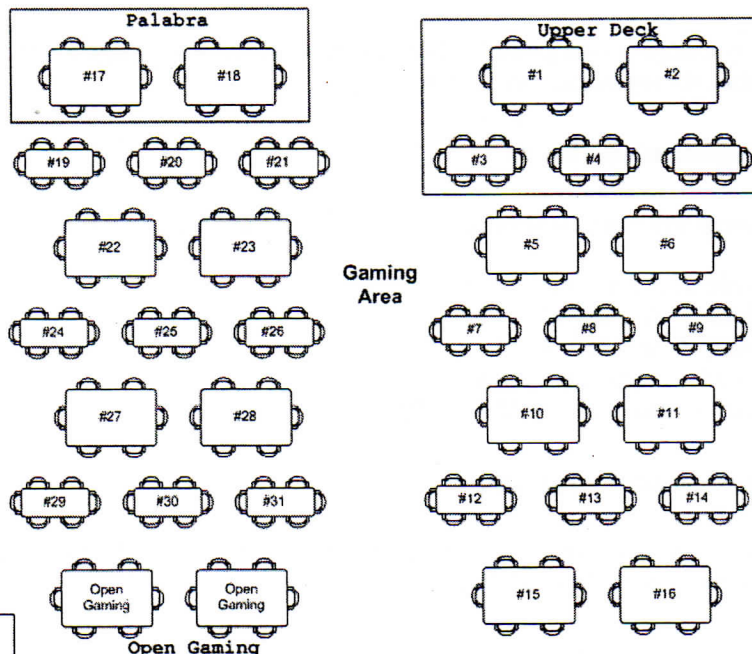 Palabra
#17 #18
#19 #20 #21
#22 #23
#24 #25 #26
#27 #28
#29 #30 #31
Open Gaming
Open Gaming
Open Gaming
Gaming Area
Upper Deck
#1 #2
#3 #4
#5 #6
#7 #8 #9
#10 #11
#12 #13 #14
#15 #16